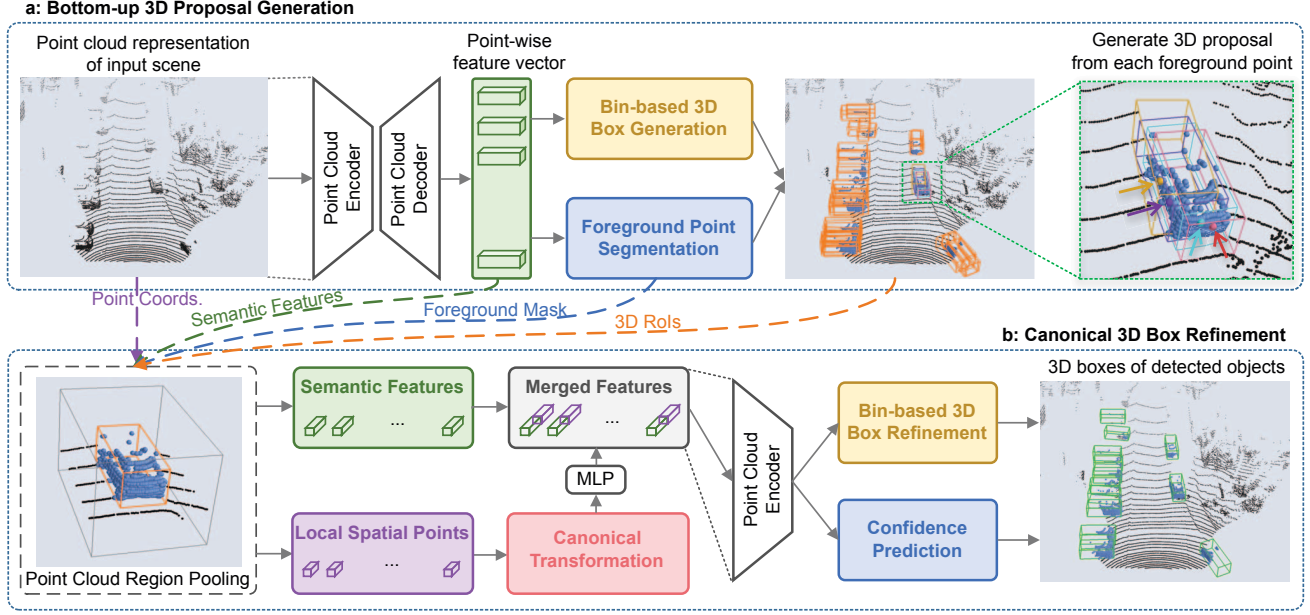 a: Bottom-up 3D Proposal Generation
Point cloud representation
of input scene
Point Cloud
Encoder
Point Cloud
Decoder
Point-wise
feature vector
Bin-based 3D
Box Generation
Foreground Point
Segmentation
Generate 3D proposal
from each foreground point
Point Coords.
Semantic Features
Foreground Mask
3D RoIs
b: Canonical 3D Box Refinement
Point Cloud Region Pooling
Semantic Features
...
Local Spatial Points
...
Merged Features
...
MLP
Canonical
Transformation
Point Cloud
Encoder
Bin-based 3D
Box Refinement
Confidence
Prediction
3D boxes of detected objects